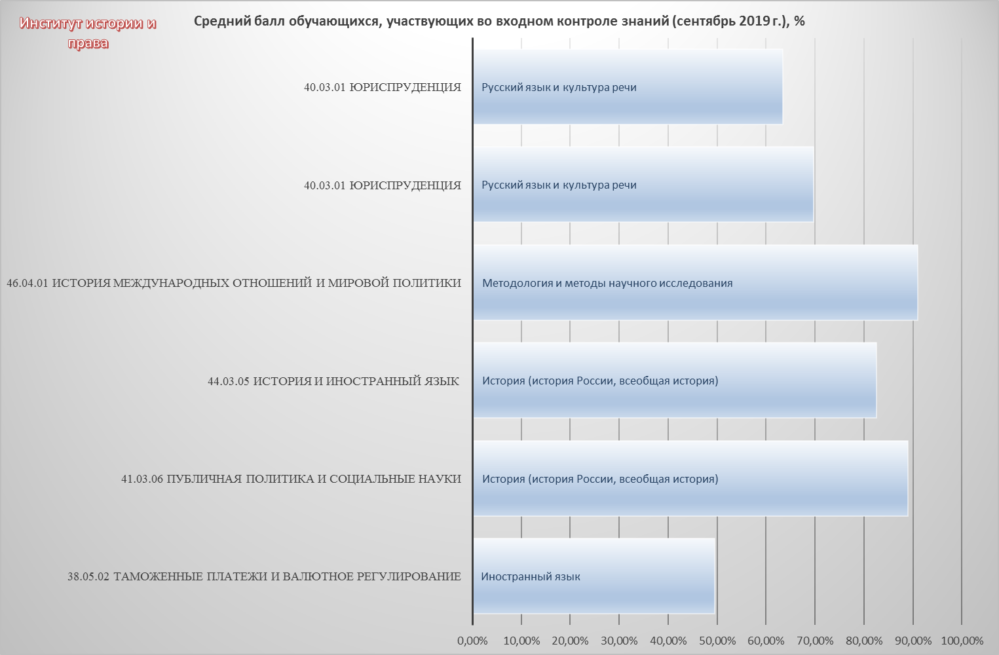 Институт истории и
права
Средний балл обучающихся, участвующих во входном контроле знаний (сентябрь 2019 г.), %
40.03.01 ЮРИСПРУДЕНЦИЯ
Русский язык и культура речи
40.03.01 ЮРИСПРУДЕНЦИЯ
Русский язык и культура речи
46.04.01 ИСТОРИЯ МЕЖДУНАРОДНЫХ ОТНОШЕНИЙ И МИРОВОЙ ПОЛИТИКИ
Методология и методы научного исследования
44.03.05 ИСТОРИЯ И ИНОСТРАННЫЙ ЯЗЫК
История (история России, всеобщая история)
41.03.06 ПУБЛИЧНАЯ ПОЛИТИКА И СОЦИАЛЬНЫЕ НАУКИ
История (история России, всеобщая история)
38.05.02 ТАМОЖЕННЫЕ ПЛАТЕЖИ И ВАЛЮТНОЕ РЕГУЛИРОВАНИЕ
Иностранный язык
0,00% 10,00% 20,00% 30,00% 40,00% 50,00% 60,00% 70,00% 80,00% 90,00% 100,00%